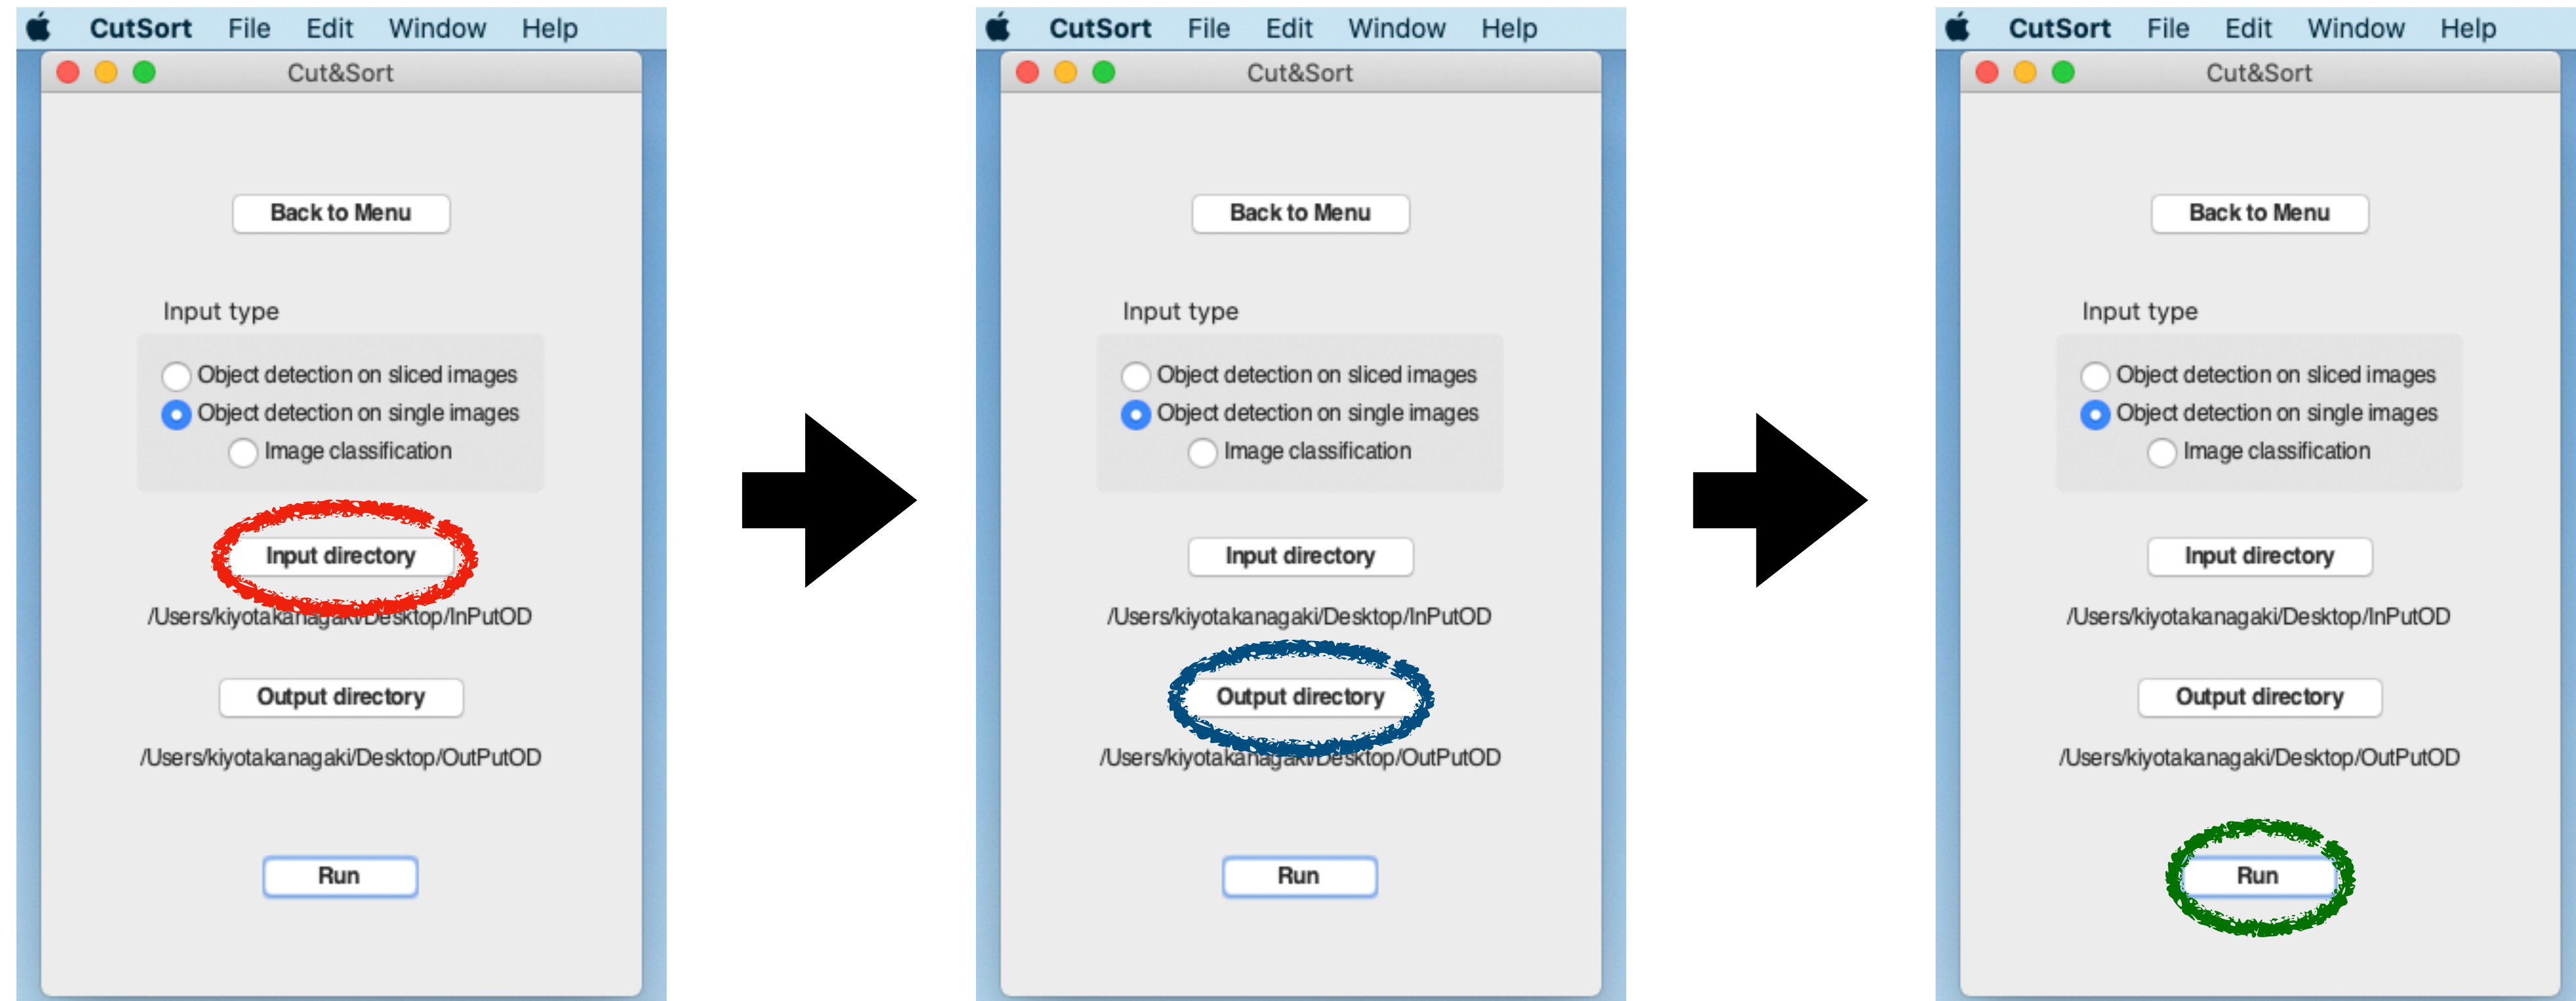 CutSort File Edit Window Help
Cut&Sort
Back to Menu
Input type
Object detection on sliced images
Object detection on single images
Image classification
Input directory
/Users/kiyotakanagaki/Desktop/InPutOD
Output directory
/Users/kiyotakanagaki/Desktop/OutPutOD
Run
CutSort File Edit Window Help
Cut&Sort
Back to Menu
Input type
Object detection on sliced images
Object detection on single images
Image classification
Input directory
/Users/kiyotakanagaki/Desktop/InPutOD
Output directory
/Users/kiyotakanagaki/Desktop/OutPutOD
Run
CutSort File Edit Window Help
Cut&Sort
Back to Menu
Input type
Object detection on sliced images
Object detection on single images
Image classification
Input directory
/Users/kiyotakanagaki/Desktop/InPutOD
Output directory
/Users/kiyotakanagaki/Desktop/OutPutOD
Run